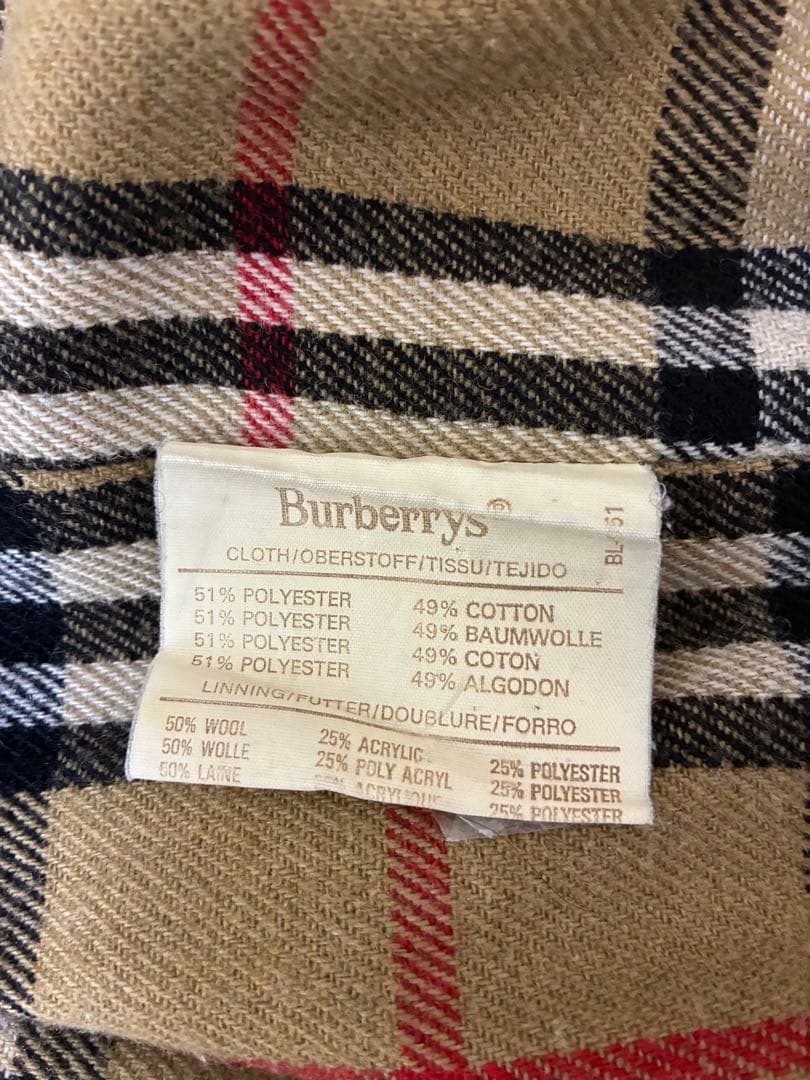 Burberrys®
CLOTH/OBERSTOFF/TISSU/TEJIDO
51% POLYESTER 49% COTTON
51% POLYESTER 49% BAUMWOLLE
51% POLYESTER 49% COTON
51% POLYESTER 49% ALGODON
LINNING/FUTTER/DOUBLURE/FORRO
50% WOOL 25% ACRYLIC 25% POLYESTER
50% WOLLE 25% POLY ACRYL 25% POLYESTER
50% LAINE ACRYLIQUE 25% POLYESTER